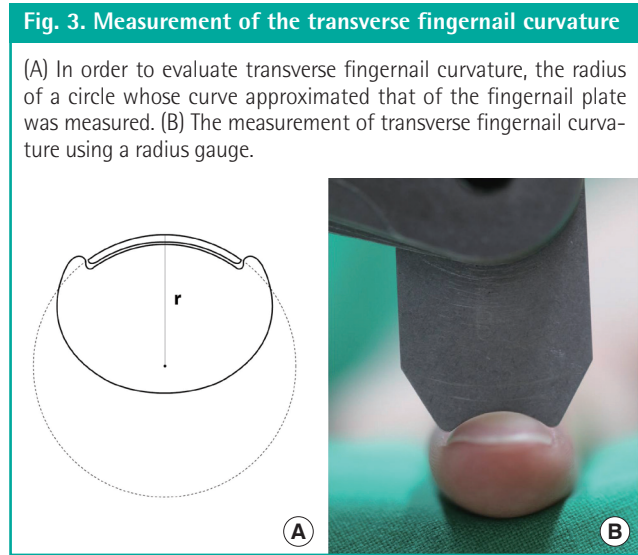 Fig. 3. Measurement of the transverse fingernail curvature
(A) In order to evaluate transverse fingernail curvature, the radius
of a circle whose curve approximated that of the fingernail plate
was measured. (B) The measurement of transverse fingernail curva-
ture using a radius gauge.
r
A
B